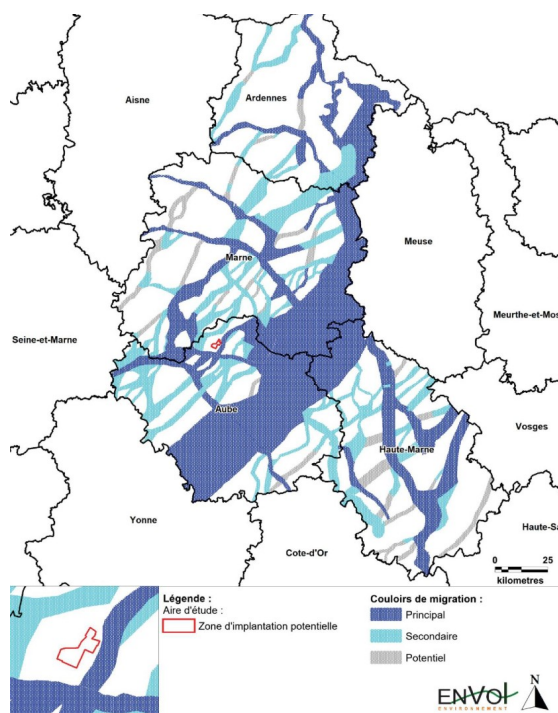 Aisne
Ardennes
Meuse
Marne
Meurthe-et-Mos
Seine-et-Marne
Aube
Vosges
Haute-Marne
Yonne
Haute-Sa
Côte-d'Or
0 25
kilometres
Légende :
Aire d'étude :
Zone d'implantation potentielle
Couloirs de migration :
Principal
Secondaire
Potentiel
ENVOL
ENVIRONNEMENT
N